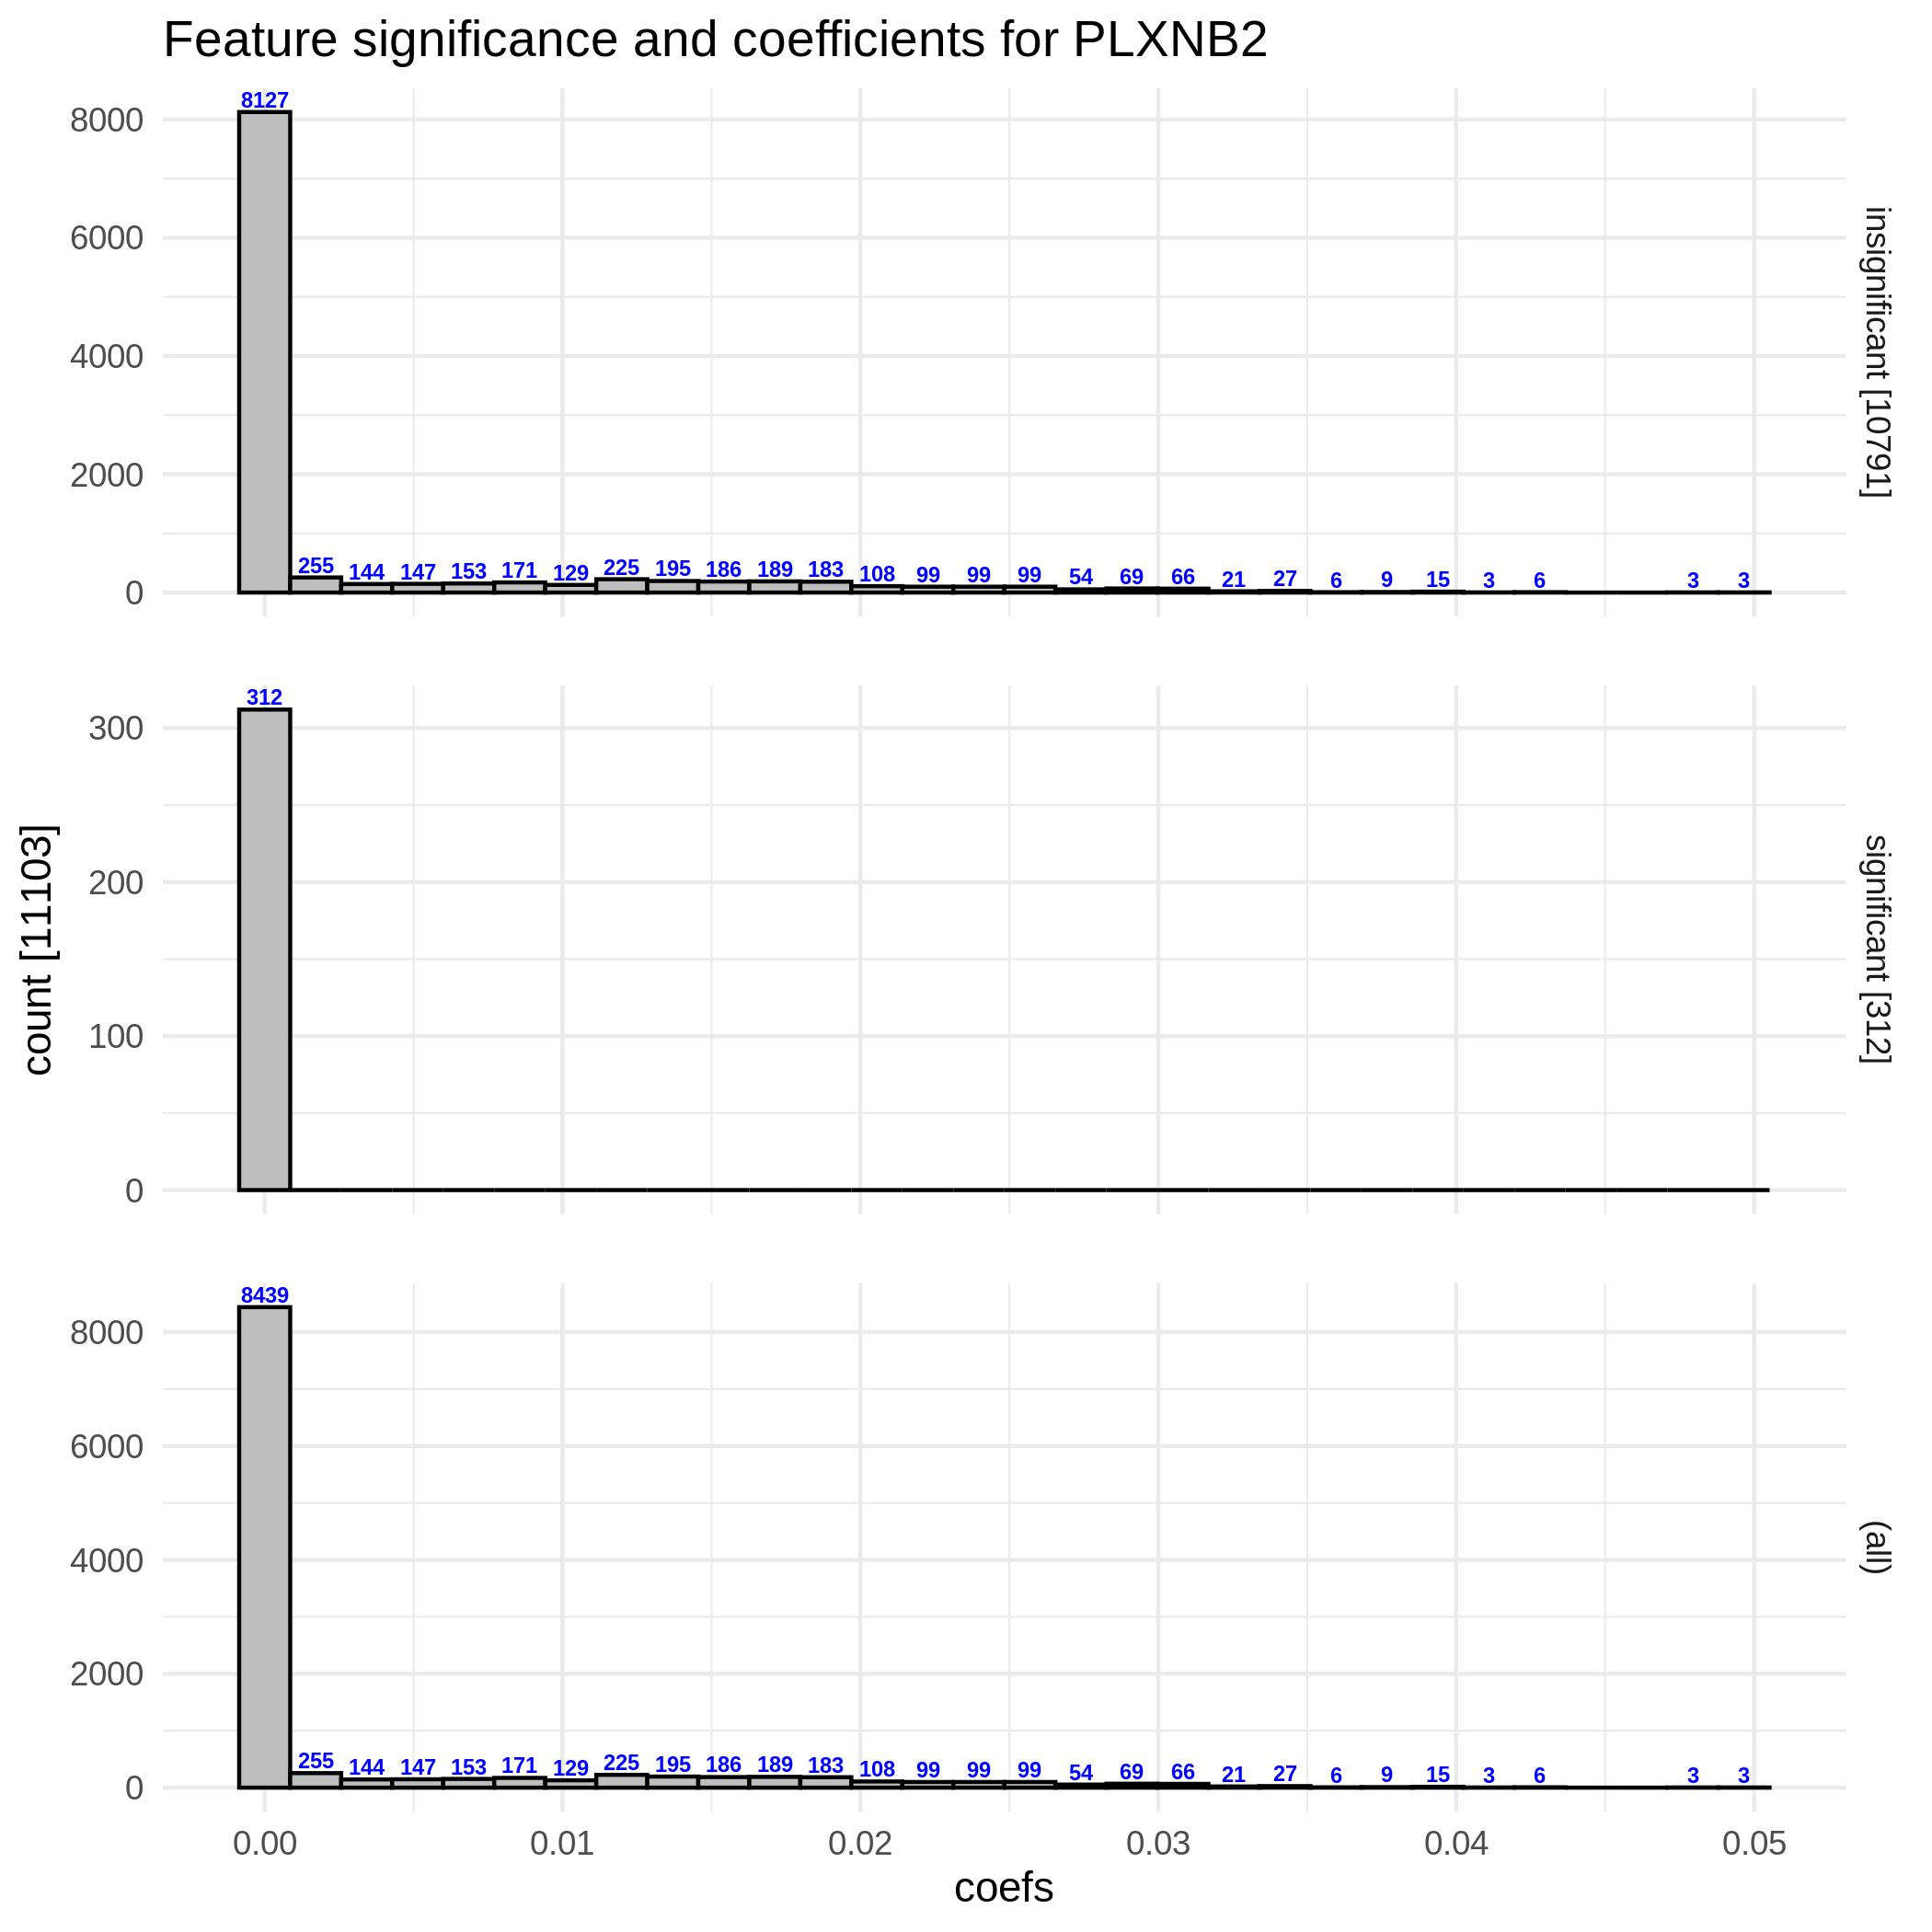 Feature significance and coefficients for PLXNB2
8127
8000
6000
4000
2000
0
255 144 147 153 171 129 225 195 186 189 183 108 99 99 99 54 69 66 21 27 6 9 15 3 6 3 3
insignificant [10791]
312
300
200
100
0
significant [312]
count [11103]
8439
8000
6000
4000
2000
0
255 144 147 153 171 129 225 195 186 189 183 108 99 99 99 54 69 66 21 27 6 9 15 3 6 3 3
(all)
0.00 0.01 0.02 0.03 0.04 0.05
coefs